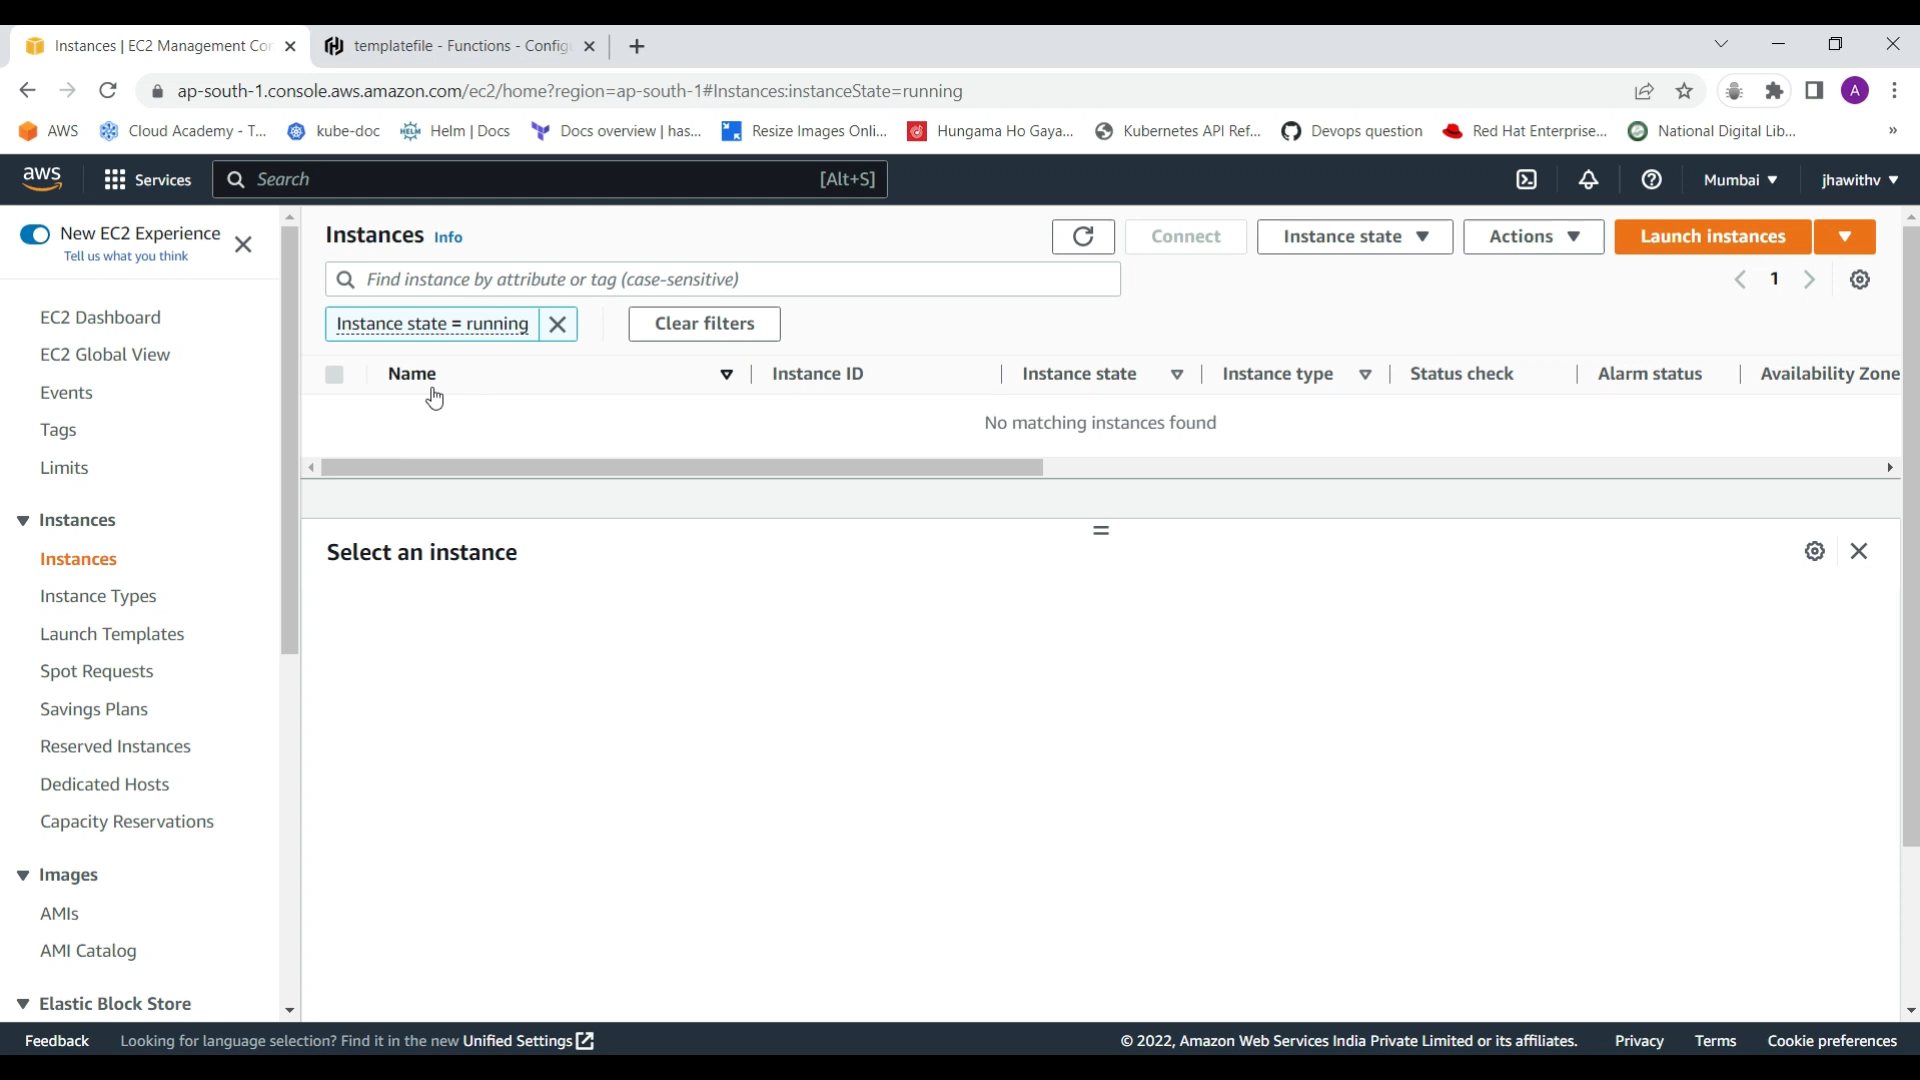 Instances | EC2 Management Con
templatefile - Functions - Configu
ap-south-1.console.aws.amazon.com/ec2/home?region=ap-south-1#Instances:instanceState=running
A
AWS
Cloud Academy - T...
kube-doc
HELM
Helm | Docs
Docs overview | has...
Resize Images Onli...
Hungama Ho Gaya...
Kubernetes API Ref...
Devops question
Red Hat Enterprise...
National Digital Lib...
»
aws
Services
Search
[Alt+S]
Mumbai
jhawithv
New EC2 Experience
Tell us what you think
EC2 Dashboard
EC2 Global View
Events
Tags
Limits
Instances
Instances
Instance Types
Launch Templates
Spot Requests
Savings Plans
Reserved Instances
Dedicated Hosts
Capacity Reservations
Images
AMIs
AMI Catalog
Elastic Block Store
Instances Info
Connect
Instance state
Actions
Launch instances
Find instance by attribute or tag (case-sensitive)
1
Instance state = running
Clear filters
Name
Instance ID
Instance state
Instance type
Status check
Alarm status
Availability Zone
No matching instances found
Select an instance
Feedback
Looking for language selection? Find it in the new Unified Settings
© 2022, Amazon Web Services India Private Limited or its affiliates.
Privacy
Terms
Cookie preferences